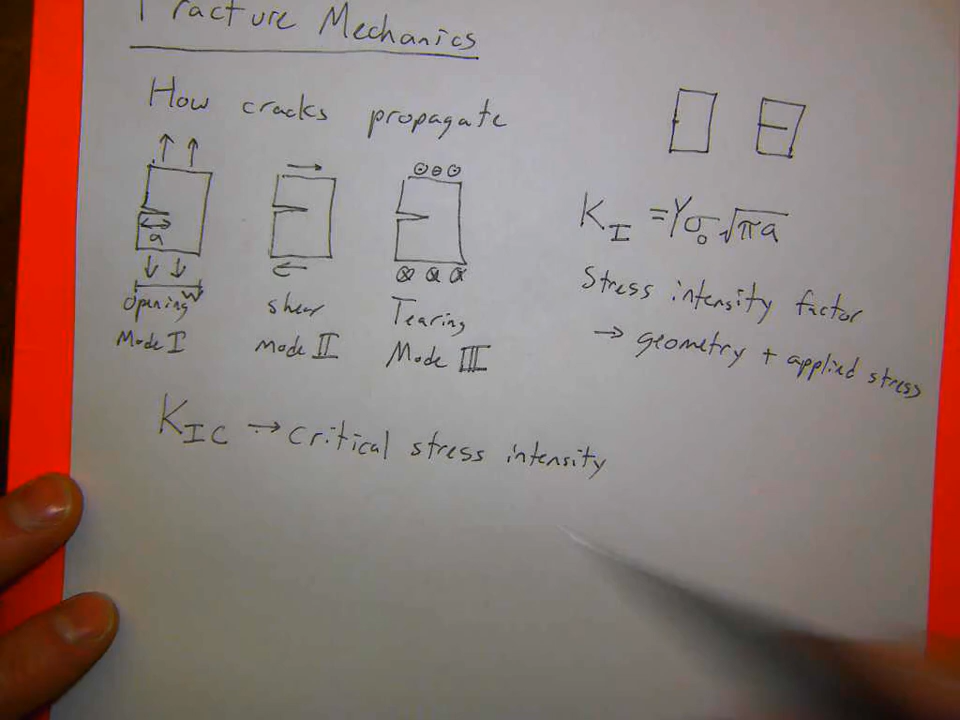 Fracture Mechanics
How cracks propagate
a
W
opening
Mode I
shear
mode II
Tearing
Mode III
K_I = Yσ₀√πa
Stress intensity factor
→ geometry + applied stress
K_IC → critical stress intensity